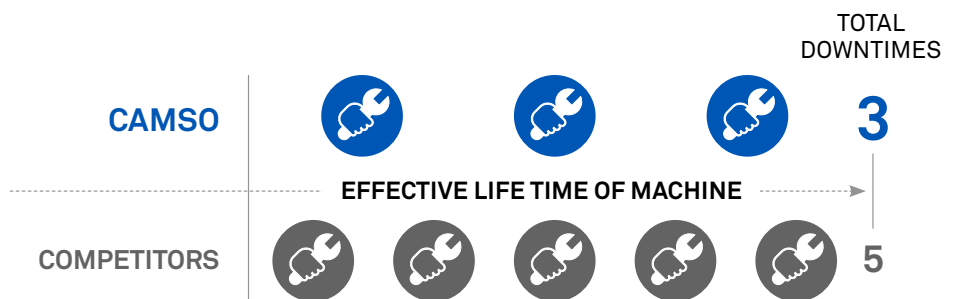 TOTAL
DOWNTIMES
CAMSO
3
EFFECTIVE LIFE TIME OF MACHINE
COMPETITORS
5